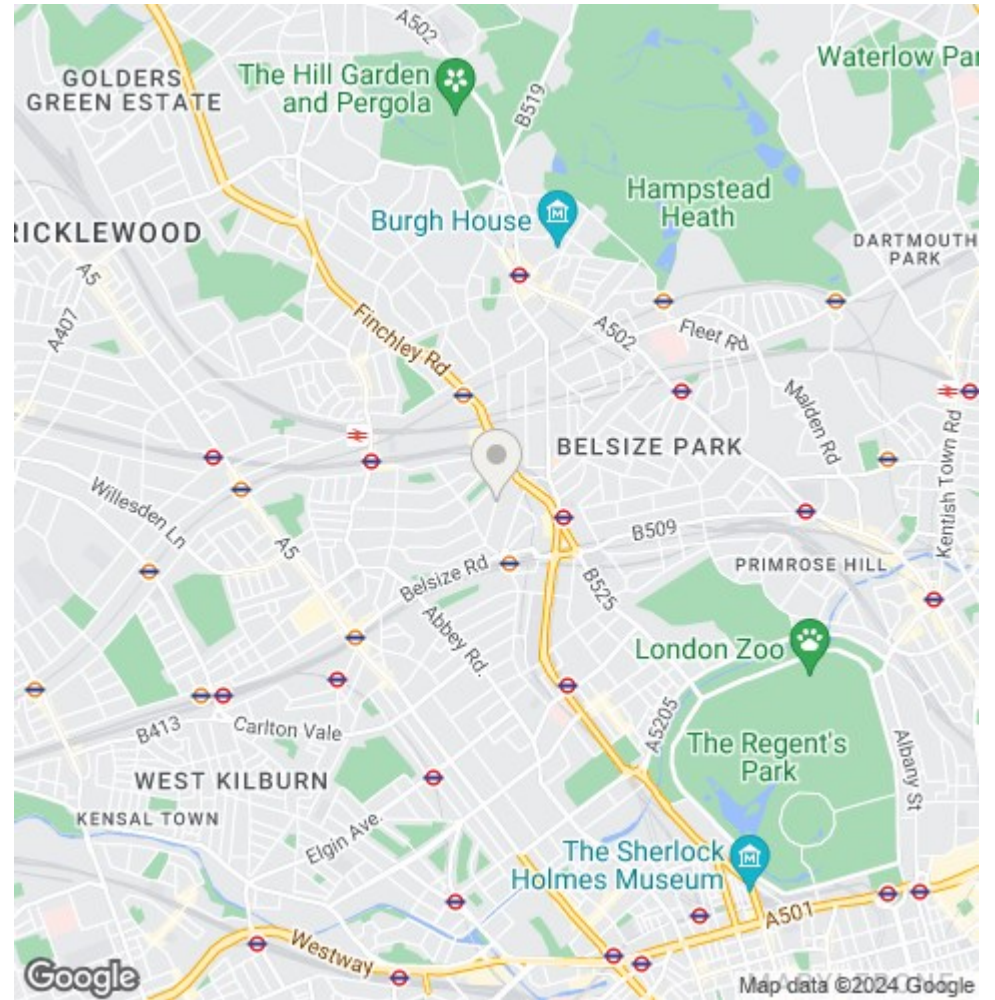 A502
GOLDERS
GREEN ESTATE
The Hill Garden
and Pergola
Waterlow Par
B519
Hampstead
Heath
Burgh House
RICKLEWOOD
DARTMOUTH
PARK
A5
A407
Finchley Rd
A502
Fleet Rd
Malden Rd
BELSIZE PARK
Kentish Town Rd
Willesden Ln
A5
B509
Belsize Rd
PRIMROSE HILL
B525
Abbey Rd.
London Zoo
A5205
B413
Carlton Vale
The Regent's
Park
Albany St
WEST KILBURN
KENSAL TOWN
Elgin Ave.
The Sherlock
Holmes Museum
A501
Westway
Google
Map data ©2024 Google